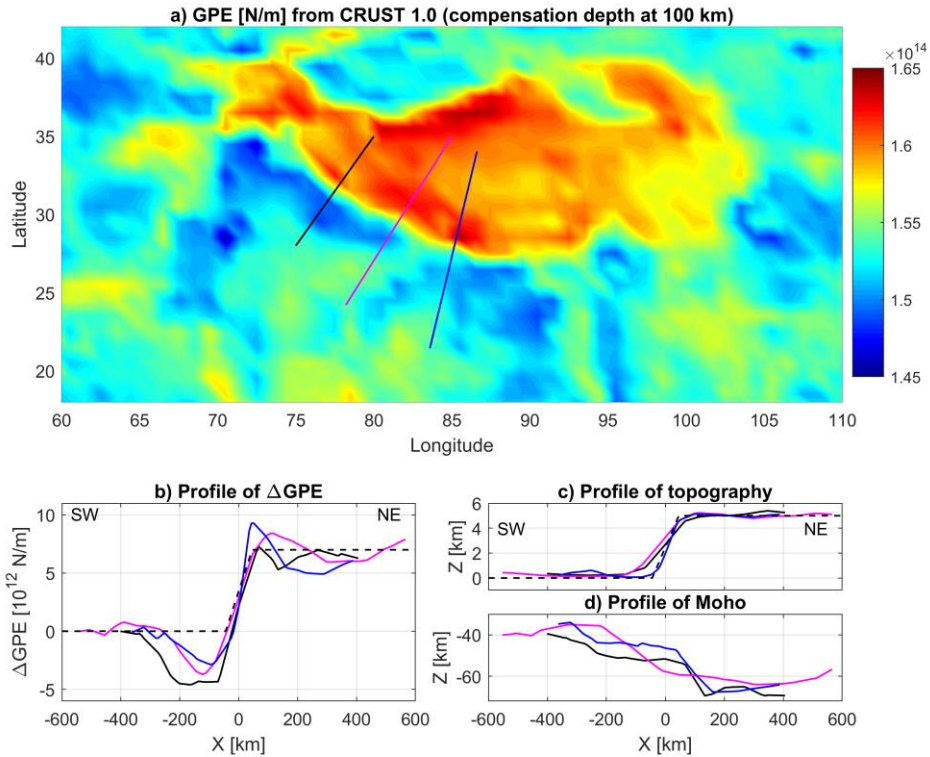 a) GPE [N/m] from CRUST 1.0 (compensation depth at 100 km)
×10^14
40
35
30
25
20
Latitude
60 65 70 75 80 85 90 95 100 105 110
Longitude
1.65
1.6
1.55
1.5
1.45
b) Profile of ΔGPE
SW NE
10
5
0
-5
ΔGPE [10^12 N/m]
-600 -400 -200 0 200 400 600
X [km]
c) Profile of topography
SW NE
6
4
2
0
Z [km]
d) Profile of Moho
-40
-60
Z [km]
-600 -400 -200 0 200 400 600
X [km]